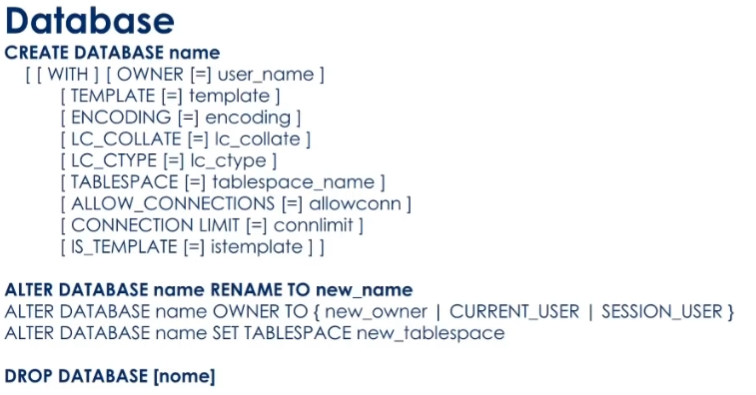 Database
CREATE DATABASE name
[ [ WITH ] [ OWNER [=] user_name ]
[ TEMPLATE [=] template ]
[ ENCODING [=] encoding ]
[ LC_COLLATE [=] lc_collate ]
[ LC_CTYPE [=] lc_ctype ]
[ TABLESPACE [=] tablespace_name ]
[ ALLOW_CONNECTIONS [=] allowconn ]
[ CONNECTION LIMIT [=] connlimit ]
[ IS_TEMPLATE [=] istemplate ] ]
ALTER DATABASE name RENAME TO new_name
ALTER DATABASE name OWNER TO { new_owner | CURRENT_USER | SESSION_USER }
ALTER DATABASE name SET TABLESPACE new_tablespace
DROP DATABASE [nome]